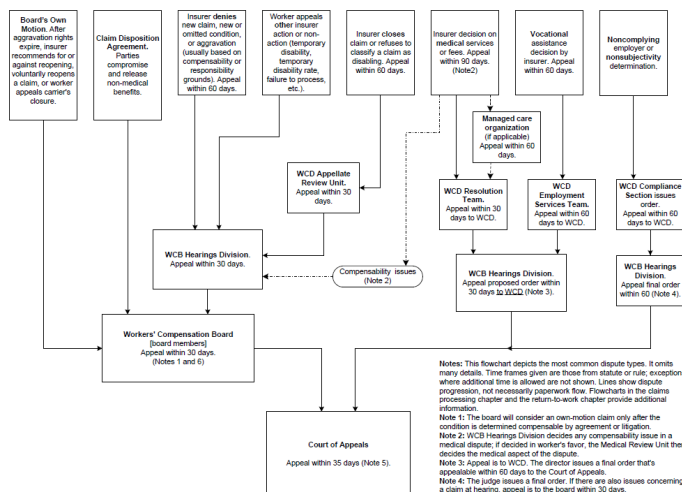 Board's Own
Motion. After
aggravation rights
expire, insurer
recommends for or
against reopening,
voluntarily reopens
a claim, or worker
appeals carrier's
closure.
Claim Disposition
Agreement.
Parties
compromise
and release
non-medical
benefits.
Insurer denies
new claim, new or
omitted condition,
or aggravation
(usually based on
compensability or
responsibility
grounds). Appeal
within 60 days.
Worker appeals
other insurer
action or non-
action (temporary
disability,
temporary
disability rate,
failure to process,
etc.).
Insurer closes
claim or refuses to
classify a claim as
disabling. Appeal
within 60 days.
Insurer decision on
medical services
or fees. Appeal
within 90 days
(Note2)
Vocational
assistance decision
by insurer. Appeal
within 60 days.
Noncomplying
employer or
nonsubjectivity
determination.
Managed care
organization
(if applicable)
Appeal within 60
days.
WCD Appellate
Review Unit.
Appeal within 30
days.
WCD Resolution
Team.
Appeal within 30
days to WCD.
WCD
Employment
Services Team.
Appeal within 60
days to WCD.
WCD Compliance
Section issues
order.
Appeal within 60
days to WCD.
WCB Hearings Division.
Appeal within 30 days.
Compensability issues
(Note 2)
WCB Hearings Division.
Appeal proposed order within
30 days to WCD (Note 3).
WCB Hearings
Division.
Appeal final order
within 60 (Note 4).
Workers' Compensation Board
[board members]
Appeal within 30 days.
(Notes 1 and 6)
Court of Appeals
Appeal within 35 days (Note 5).
Notes: This flowchart depicts the most common dispute types. It omits
many details. Time frames given are those from statute or rule; exception
where additional time is allowed are not shown. Lines show dispute
progression, not necessarily paperwork flow. Flowcharts in the claims
processing chapter and the return-to-work chapter provide additional
information.
Note 1: The board will consider an own-motion claim only after the
condition is determined compensable by agreement or litigation.
Note 2: WCB Hearings Division decides any compensability issue in a
medical dispute; if decided in worker's favor, the Medical Review Unit then
decides the medical aspect of the dispute.
Note 3: Appeal is to WCD. The director issues a final order that's
appealable within 60 days to the Court of Appeals.
Note 4: The judge issues a final order. If there are also issues concerning
a claim at hearing, appeal is to the board within 30 days.